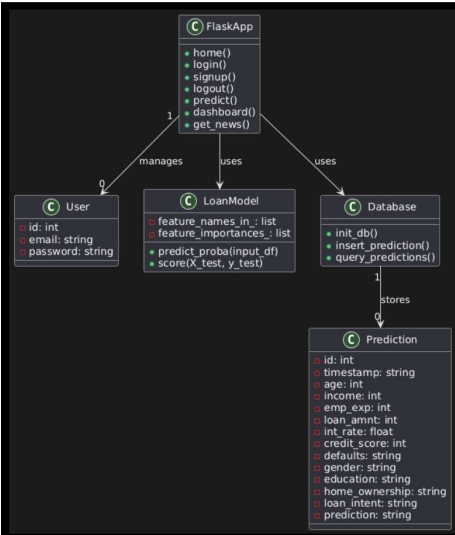 C FlaskApp
home()
login()
signup()
logout()
predict()
dashboard()
get_news()
1
manages
uses
uses
0
C User
id: int
email: string
password: string
C LoanModel
feature_names_in_: list
feature_importances_: list
predict_proba(input_df)
score(X_test, y_test)
C Database
init_db()
insert_prediction()
query_predictions()
1
stores
0
C Prediction
id: int
timestamp: string
age: int
income: int
emp_exp: int
loan_amnt: int
int_rate: float
credit_score: int
defaults: string
gender: string
education: string
home_ownership: string
loan_intent: string
prediction: string